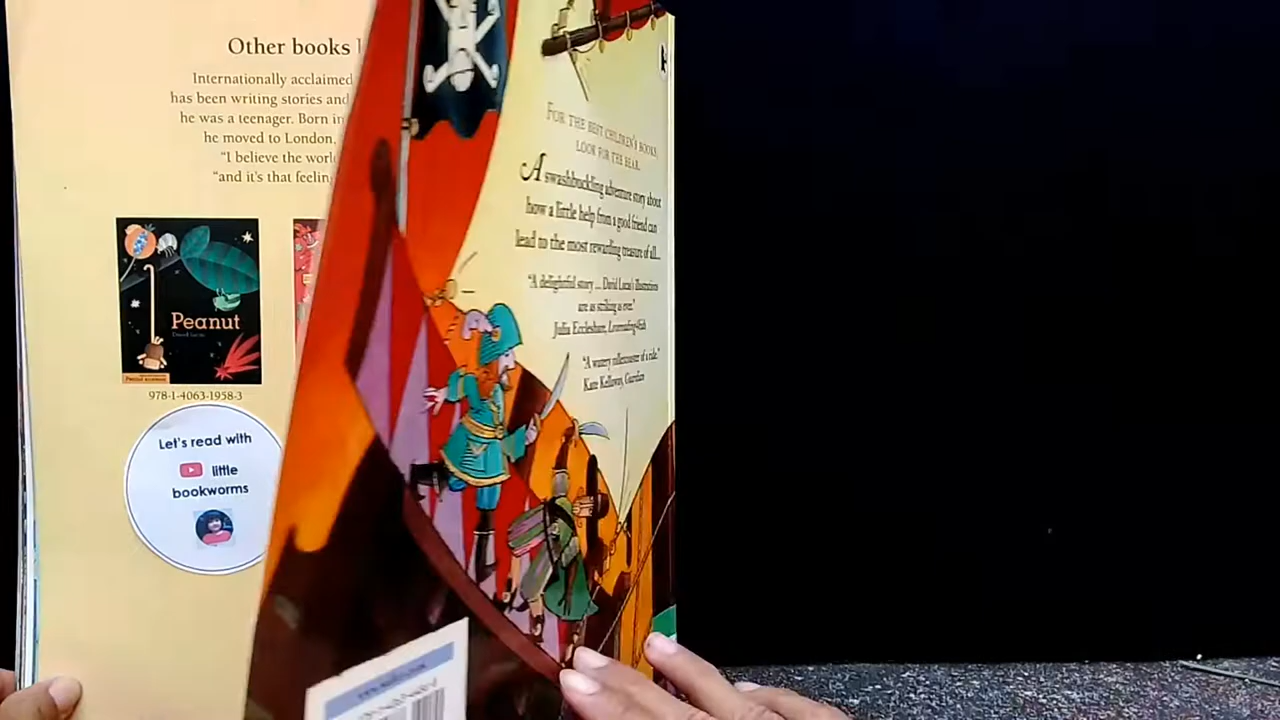 Other books
Internationally acclaimed
has been writing stories and
he was a teenager. Born in
he moved to London,
"I believe the world
"and it's that feeling
Peanut
David Lucas
978-1-4063-1958-3
Let's read with
little
bookworms
FOR THE BEST CHILDREN'S BOOKS,
LOOK FOR THE BEAR.
A swashbuckling adventure story about
how a little help from a good friend can
lead to the most rewarding treasure of all...
"A delightful story ... David Lucas's illustrations
are as striking as ever."
Julia Eccleshare, Lovereading4kids
"A watery rollercoaster of a ride."
Kate Kellaway, Guardian